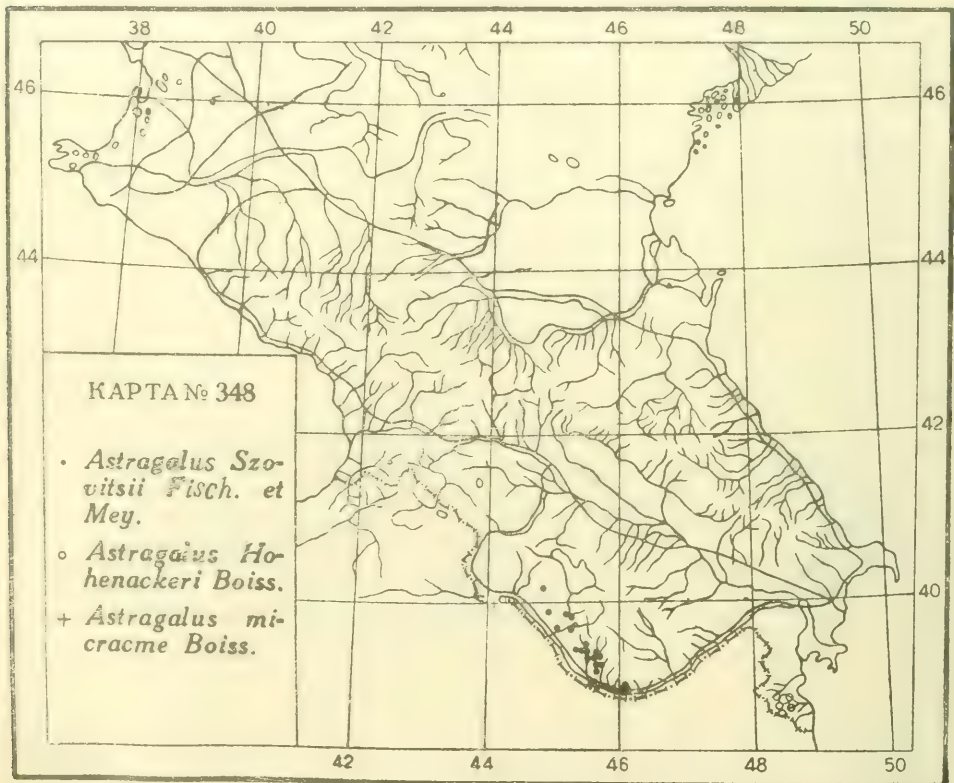 38 40 42 44 46 48 50
46 46
44 44
42
КАРТА № 348
• Astragalus Szo-
vitsii Fisch. et
Mey.
o Astragalus Ho-
henackeri Boiss.
+ Astragalus mi-
cracme Boiss.
40
42 44 46 48 50